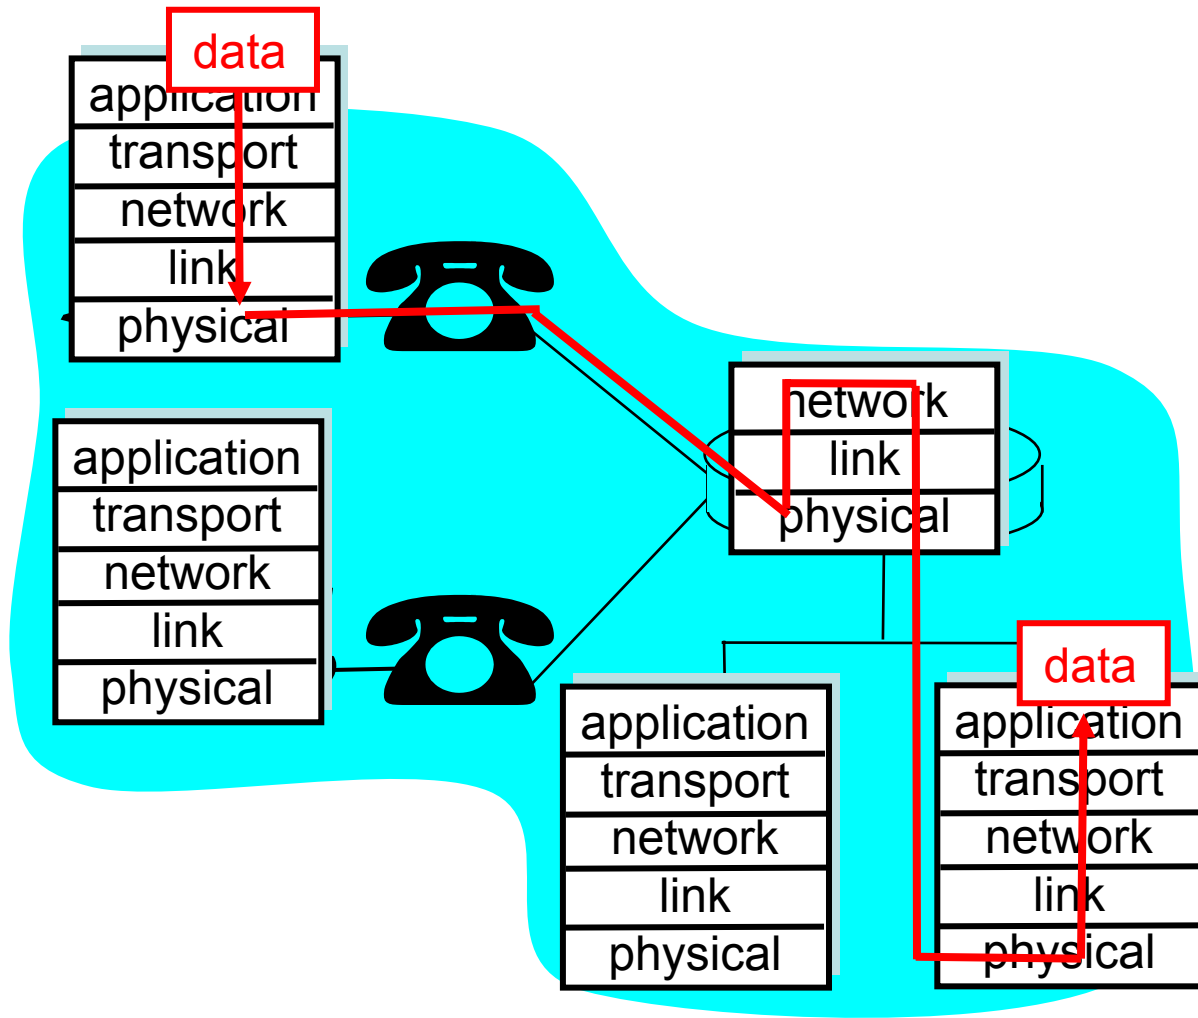 data
application
transport
network
link
physical
application
transport
network
link
physical
network
link
physical
application
transport
network
link
physical
data
application
transport
network
link
physical